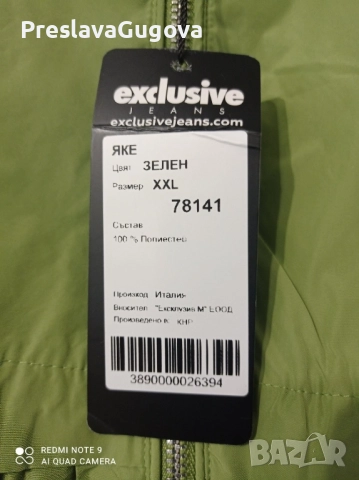 PreslavaGugova
exclusive
JEANS
exclusivejeans.com
ЯКЕ
Цвят ЗЕЛЕН
Размер XXL
78141
Състав
100 % Полиестер
Произход Италия
Вносител "Ексклузив М" ЕООД
Произведено в: КНР
3890000026394
REDMI NOTE 9
AI QUAD CAMERA
BAZAR